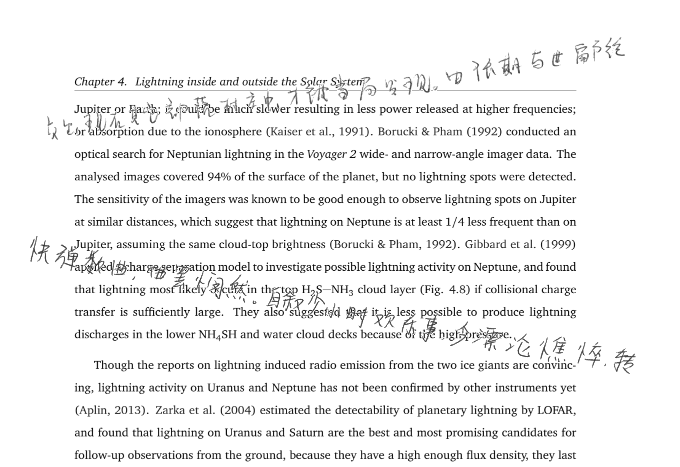 Chapter 4. Lightning inside and outside the Solar System
Jupiter or Earth; it could be much slower resulting in less power released at higher frequencies;
or absorption due to the ionosphere (Kaiser et al., 1991). Borucki & Pham (1992) conducted an
optical search for Neptunian lightning in the Voyager 2 wide- and narrow-angle imager data. The
analysed images covered 94% of the surface of the planet, but no lightning spots were detected.
The sensitivity of the imagers was known to be good enough to observe lightning spots on Jupiter
at similar distances, which suggest that lightning on Neptune is at least 1/4 less frequent than on
Jupiter, assuming the same cloud-top brightness (Borucki & Pham, 1992). Gibbard et al. (1999)
applied a charge separation model to investigate possible lightning activity on Neptune, and found
that lightning most likely occurs in the top H₂S−NH₃ cloud layer (Fig. 4.8) if collisional charge
transfer is sufficiently large. They also suggested that it is less possible to produce lightning
discharges in the lower NH₄SH and water cloud decks because of the high pressure.
Though the reports on lightning induced radio emission from the two ice giants are convinc-
ing, lightning activity on Uranus and Neptune has not been confirmed by other instruments yet
(Aplin, 2013). Zarka et al. (2004) estimated the detectability of planetary lightning by LOFAR,
and found that lightning on Uranus and Saturn are the best and most promising candidates for
follow-up observations from the ground, because they have a high enough flux density, they last